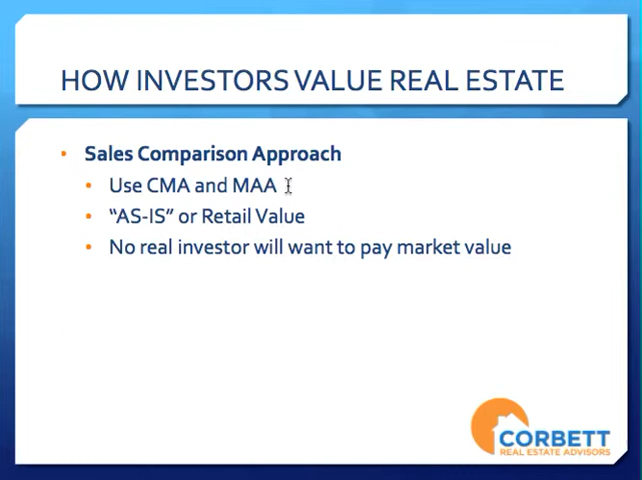 HOW INVESTORS VALUE REAL ESTATE
• Sales Comparison Approach
• Use CMA and MAA
• “AS-IS” or Retail Value
• No real investor will want to pay market value
CORBETT
REAL ESTATE ADVISORS